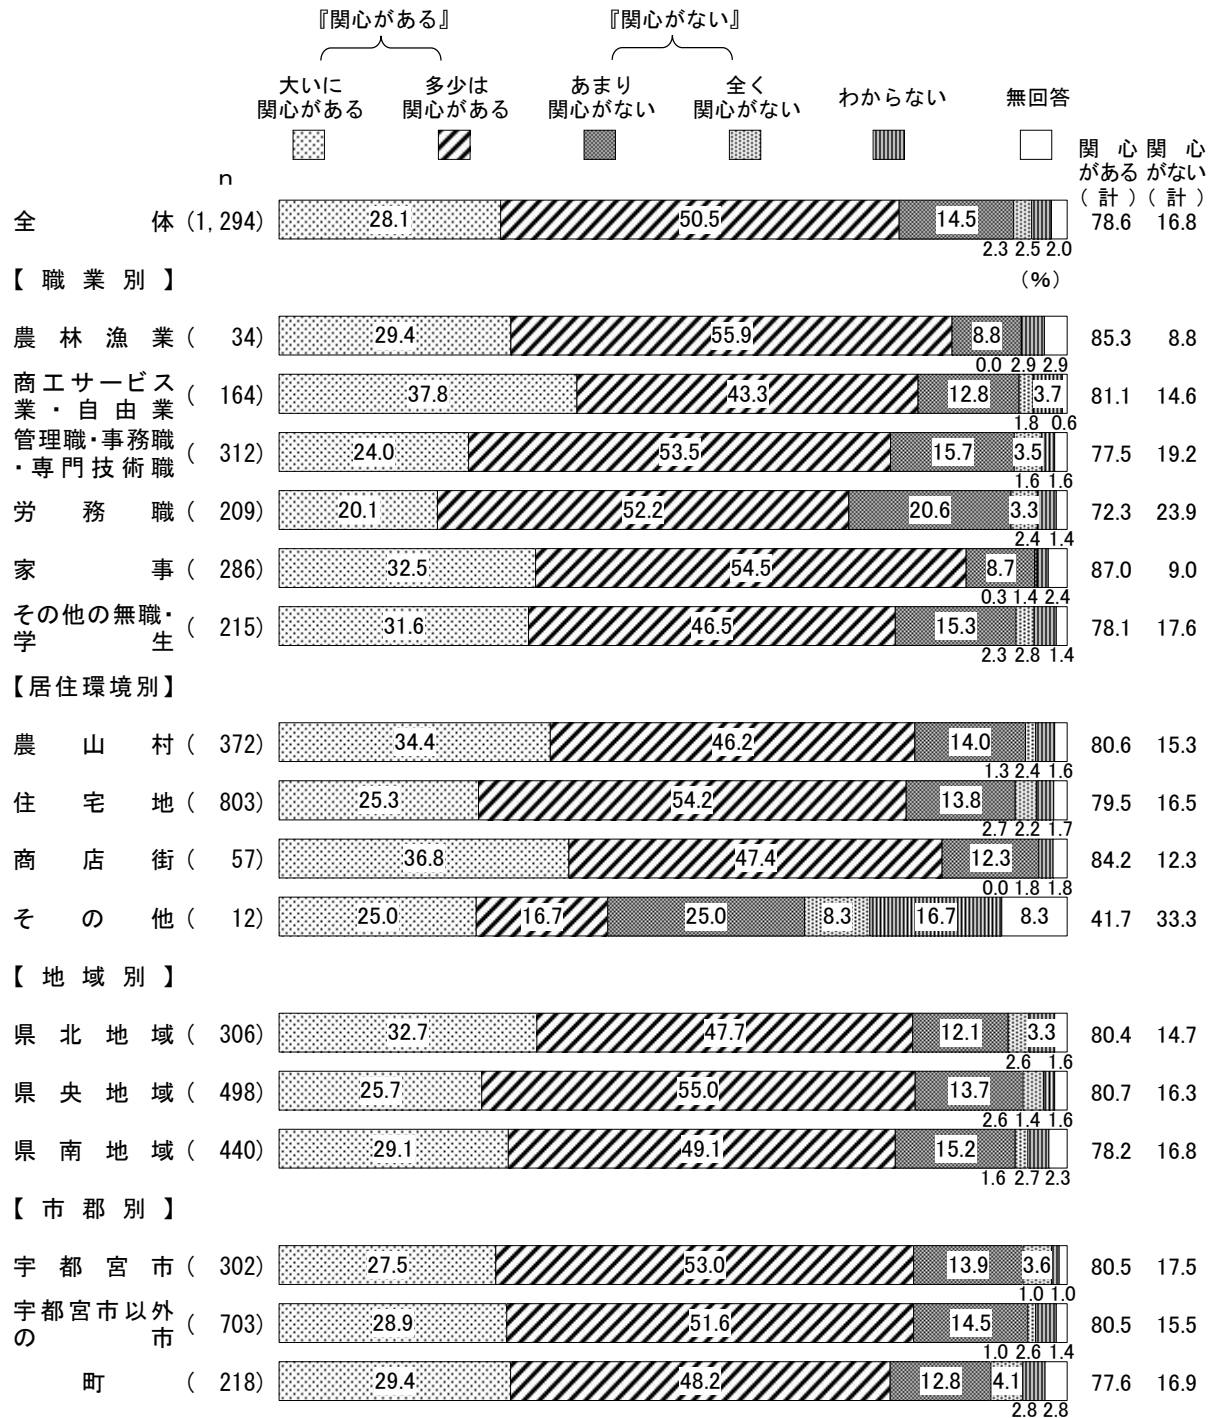 『関心がある』 『関心がない』
大いに 多少は あまり 全く わからない 無回答
関心がある 関心がある 関心がない 関心がない
関 心 関 心
がある がない
n (計) (計)
全 体 (1,294) 28.1 50.5 14.5 78.6 16.8
2.3 2.5 2.0
【 職 業 別 】 (%)
農 林 漁 業 ( 34) 29.4 55.9 8.8 85.3 8.8
0.0 2.9 2.9
商工サービス
業・自由業 ( 164) 37.8 43.3 12.8 3.7 81.1 14.6
1.8 0.6
管理職・事務職
・専門技術職 ( 312) 24.0 53.5 15.7 3.5 77.5 19.2
1.6 1.6
労 務 職 ( 209) 20.1 52.2 20.6 3.3 72.3 23.9
2.4 1.4
家 事 ( 286) 32.5 54.5 8.7 87.0 9.0
0.3 1.4 2.4
その他の無職・
学 生 ( 215) 31.6 46.5 15.3 78.1 17.6
2.3 2.8 1.4
【居住環境別】
農 山 村 ( 372) 34.4 46.2 14.0 80.6 15.3
1.3 2.4 1.6
住 宅 地 ( 803) 25.3 54.2 13.8 79.5 16.5
2.7 2.2 1.7
商 店 街 ( 57) 36.8 47.4 12.3 84.2 12.3
0.0 1.8 1.8
そ の 他 ( 12) 25.0 16.7 25.0 8.3 16.7 8.3 41.7 33.3
【 地 域 別 】
県 北 地 域 ( 306) 32.7 47.7 12.1 3.3 80.4 14.7
2.6 1.6
県 央 地 域 ( 498) 25.7 55.0 13.7 80.7 16.3
2.6 1.4 1.6
県 南 地 域 ( 440) 29.1 49.1 15.2 78.2 16.8
1.6 2.7 2.3
【 市 郡 別 】
宇 都 宮 市 ( 302) 27.5 53.0 13.9 3.6 80.5 17.5
1.0 1.0
宇都宮市以外
の 市 ( 703) 28.9 51.6 14.5 80.5 15.5
1.0 2.6 1.4
町 ( 218) 29.4 48.2 12.8 4.1 77.6 16.9
2.8 2.8